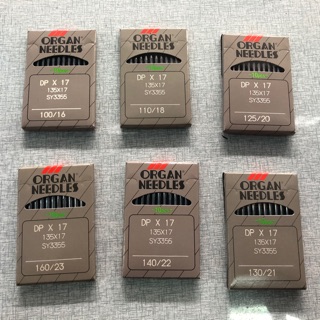 ORGAN
NEEDLES
DP X 17
135X17
SY3355
100/16
ORGAN
NEEDLES
DP X 17
135X17
SY3355
110/18
ORGAN
NEEDLES
DP X 17
135X17
SY3355
125/20
ORGAN
NEEDLES
DP X 17
135X17
SY3355
160/23
ORGAN
NEEDLES
DP X 17
135X17
SY3355
140/22
ORGAN
NEEDLES
DP X 17
135X17
SY3355
130/21